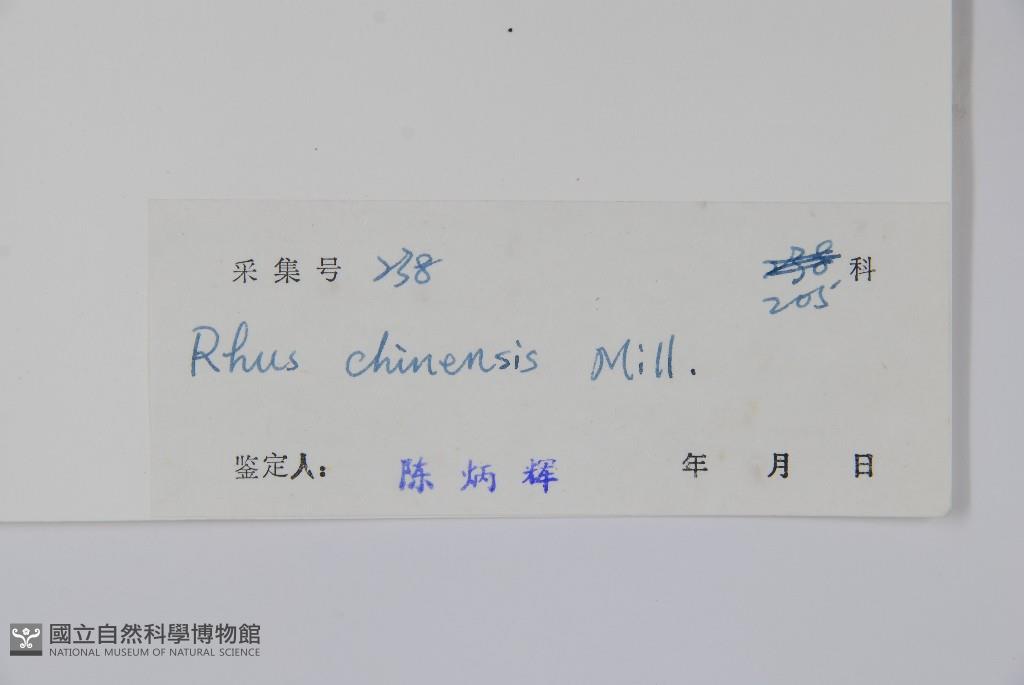 采集号 238 238 科
205
Rhus chinensis Mill.
鉴定人: 陈炳辉 年 月 日
國立自然科學博物館
NATIONAL MUSEUM OF NATURAL SCIENCE